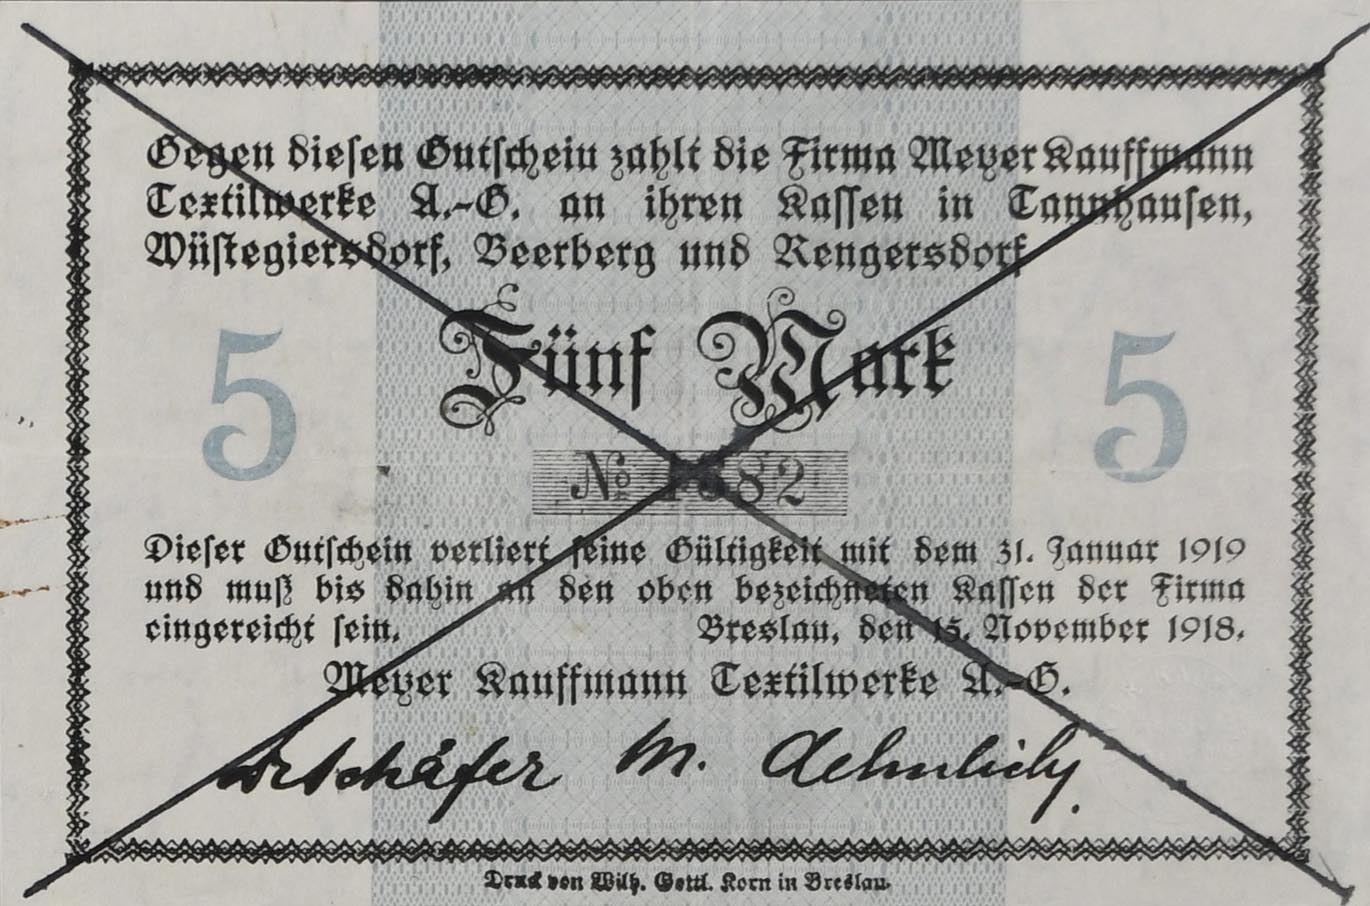 Gegen diesen Gutschein zahlt die Firma Meyer Kauffmann
Textilwerke A.-G. an ihren Kassen in Tannhausen,
Wüstegiersdorf, Beerberg und Rengersdorf
5 Fünf Mark 5
No 1682
Dieser Gutschein verliert seine Gültigkeit mit dem 31. Januar 1919
und muß bis dahin an den oben bezeichneten Kassen der Firma
eingereicht sein. Breslau, den 15. November 1918.
Meyer Kauffmann Textilwerke A.-G.
Schäfer M.
Druck von Wilh. Gottl. Korn in Breslau.